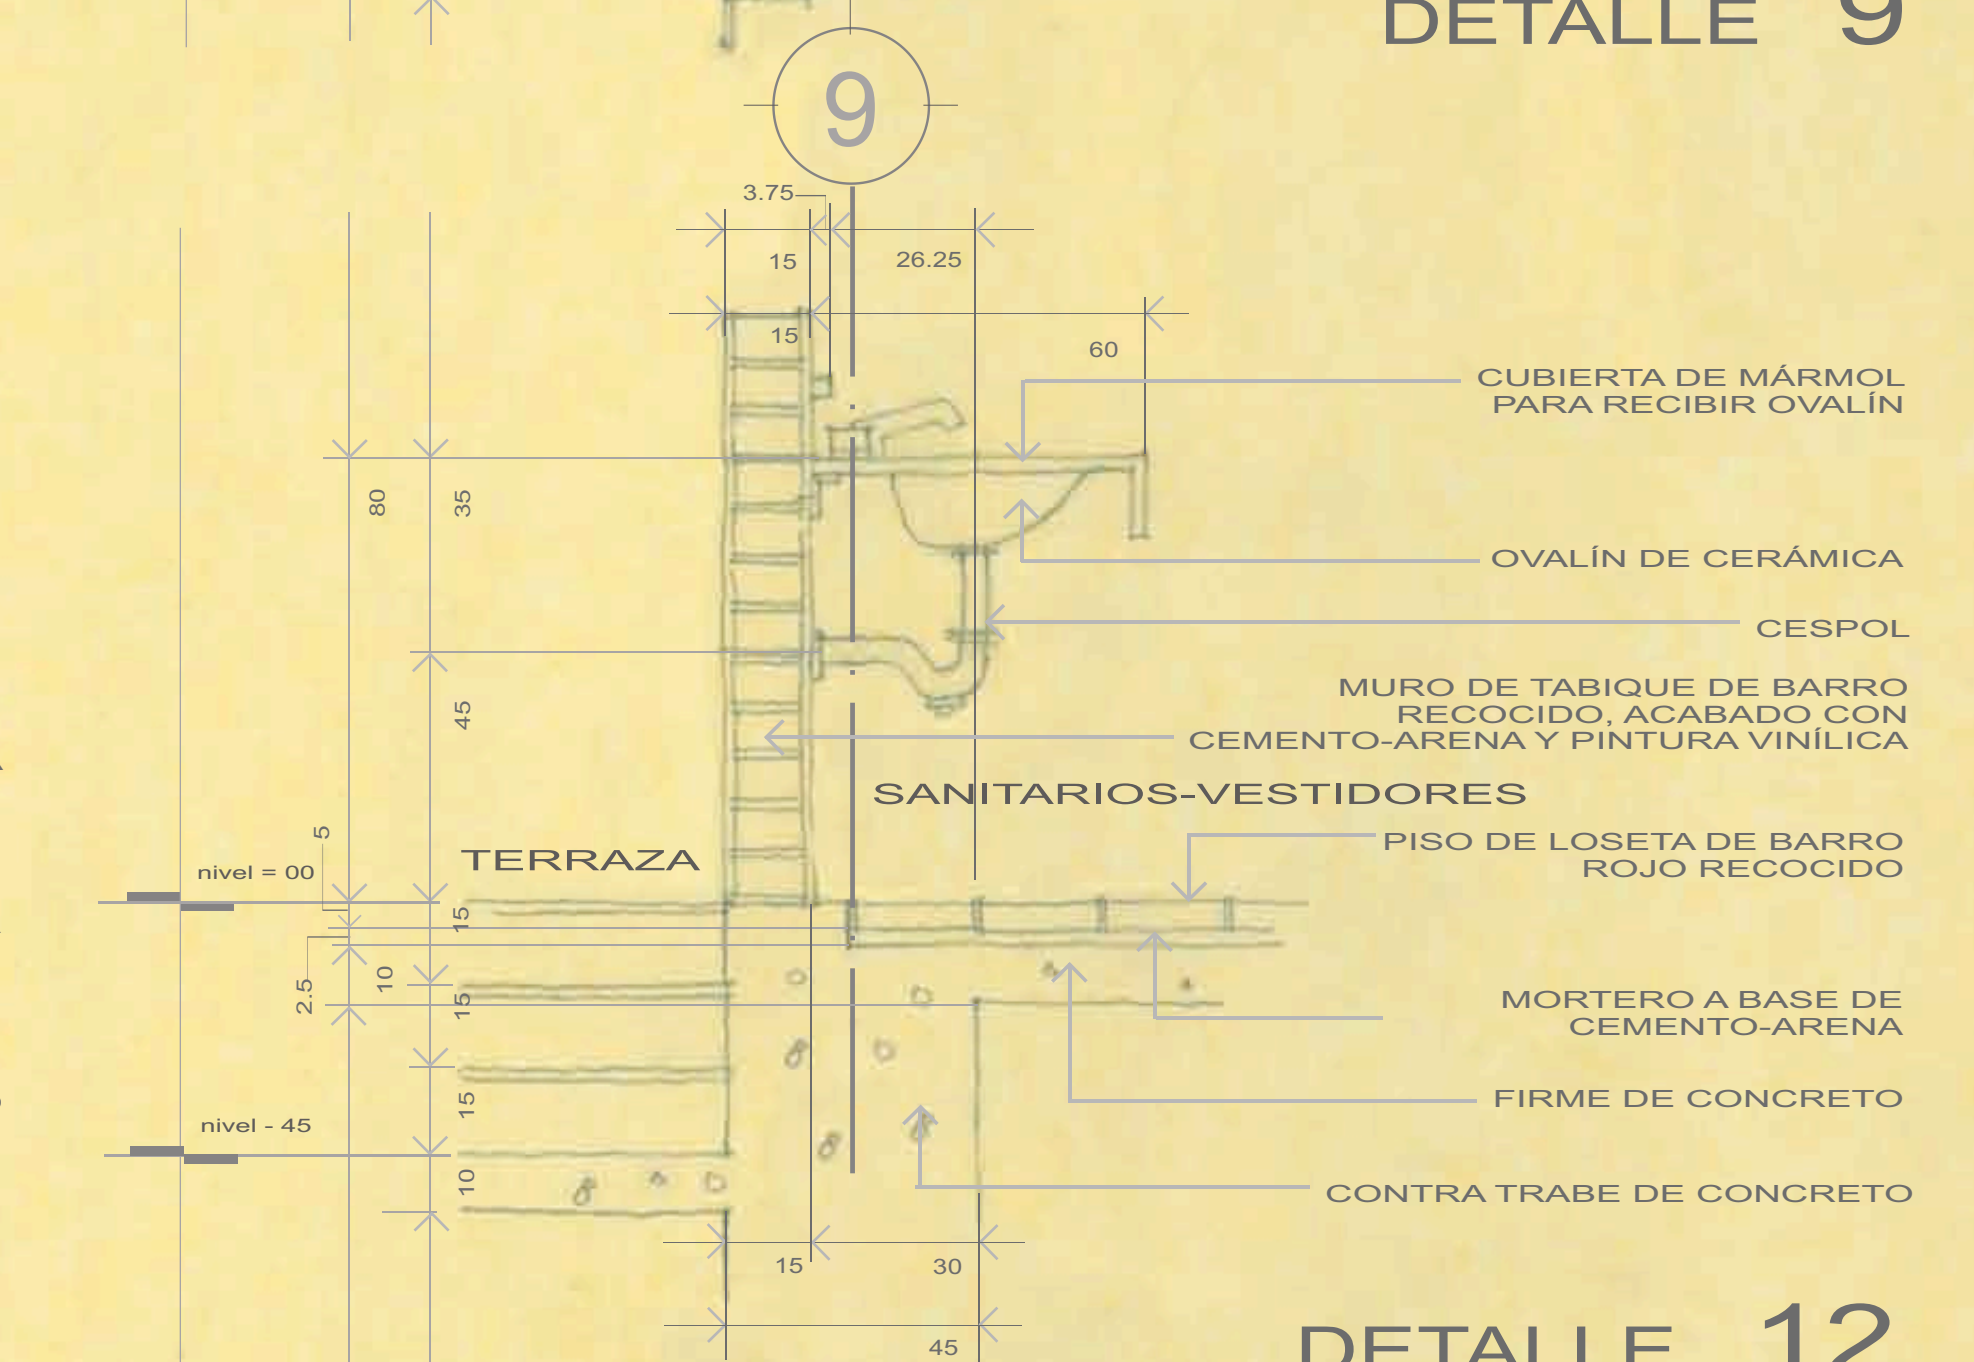 DETALLE 9
9
3.75
15
26.25
15
60
CUBIERTA DE MÁRMOL
PARA RECIBIR OVALÍN
80
35
OVALÍN DE CERÁMICA
CESPOL
MURO DE TABIQUE DE BARRO
RECOCIDO, ACABADO CON
CEMENTO-ARENA Y PINTURA VINÍLICA
45
SANITARIOS-VESTIDORES
PISO DE LOSETA DE BARRO
ROJO RECOCIDO
5
TERRAZA
nivel = 00
15
2.5
10
15
MORTERO A BASE DE
CEMENTO-ARENA
15
FIRME DE CONCRETO
nivel - 45
10
CONTRA TRABE DE CONCRETO
15
30
45
DETALLE 12